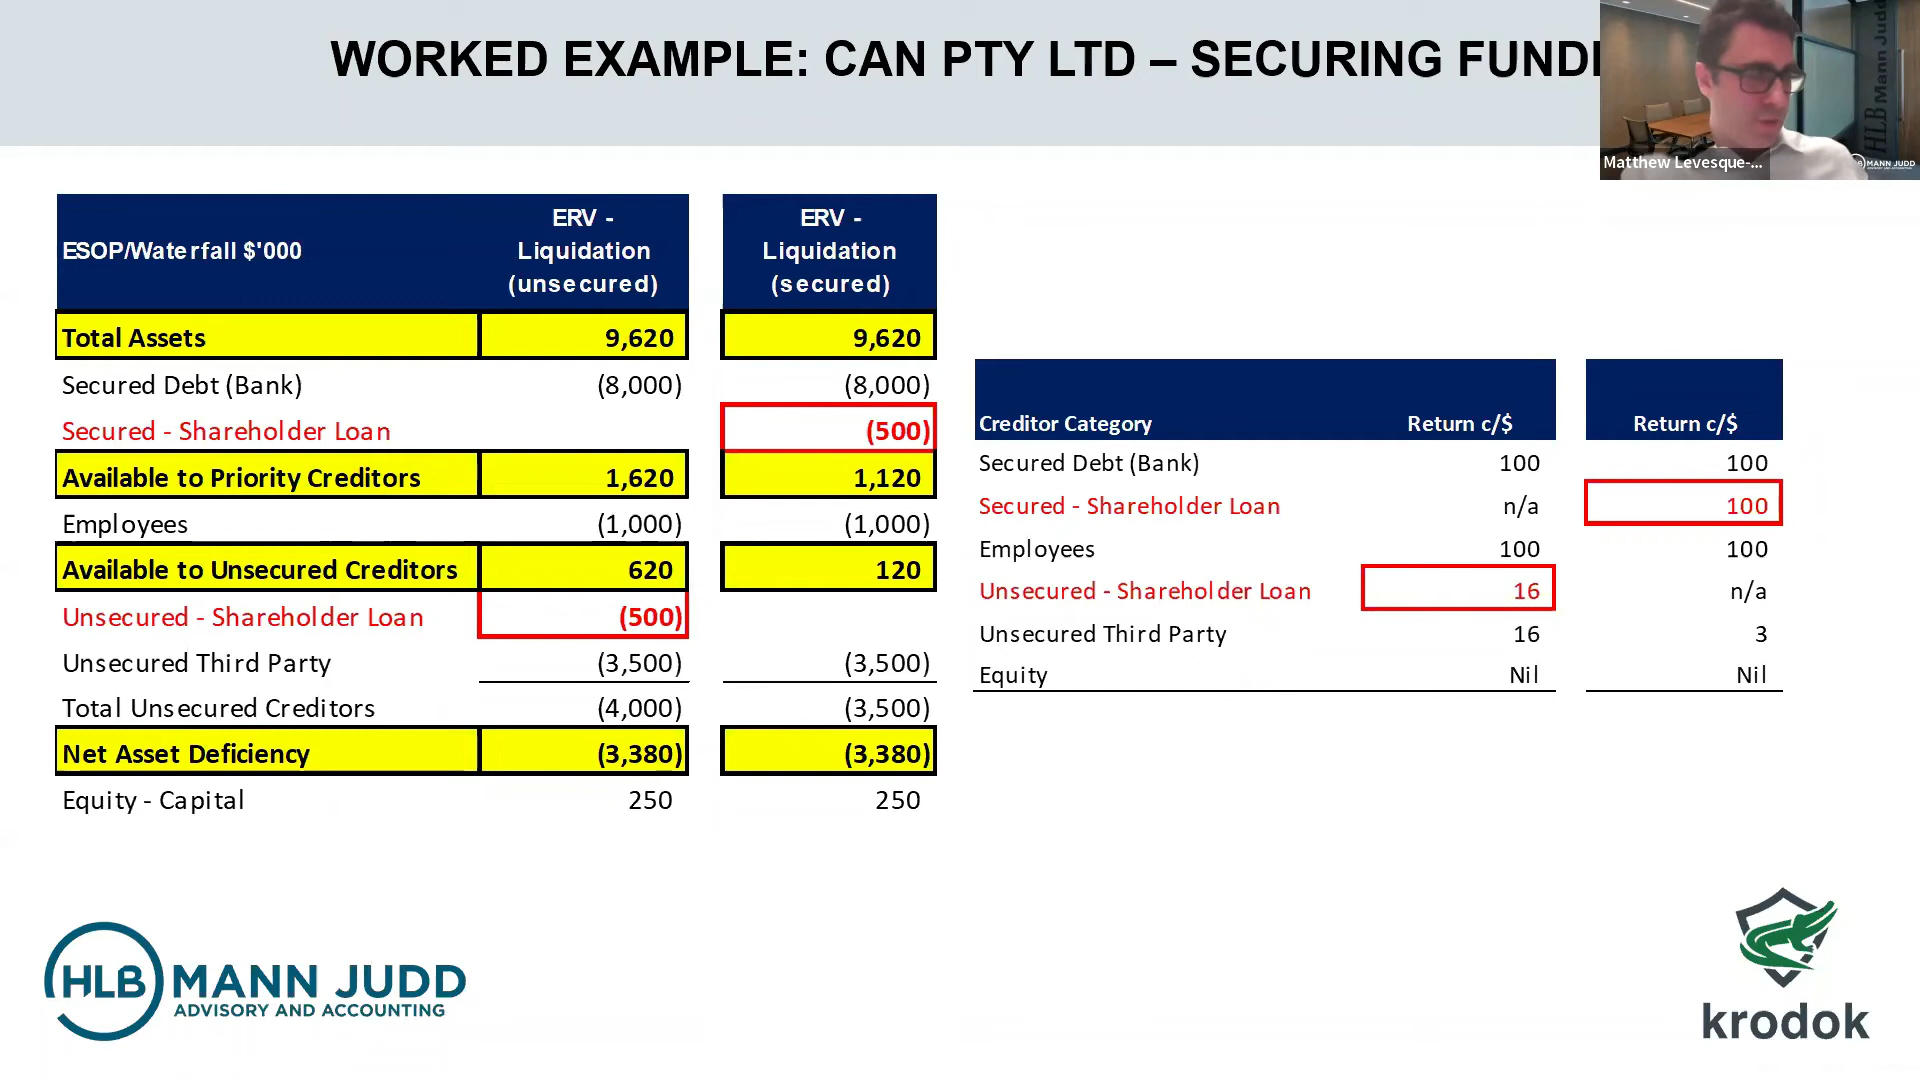 WORKED EXAMPLE: CAN PTY LTD – SECURING FUNDI
HLB Mann Judd
MANN JUDD
Matthew Levesque-...
ESOP/Waterfall $'000 ERV - Liquidation (unsecured) ERV - Liquidation (secured)
Total Assets 9,620 9,620
Secured Debt (Bank) (8,000) (8,000)
Secured - Shareholder Loan (500)
Available to Priority Creditors 1,620 1,120
Employees (1,000) (1,000)
Available to Unsecured Creditors 620 120
Unsecured - Shareholder Loan (500)
Unsecured Third Party (3,500) (3,500)
Total Unsecured Creditors (4,000) (3,500)
Net Asset Deficiency (3,380) (3,380)
Equity - Capital 250 250
Creditor Category Return c/$ Return c/$
Secured Debt (Bank) 100 100
Secured - Shareholder Loan n/a 100
Employees 100 100
Unsecured - Shareholder Loan 16 n/a
Unsecured Third Party 16 3
Equity Nil Nil
HLB MANN JUDD
ADVISORY AND ACCOUNTING
krodok